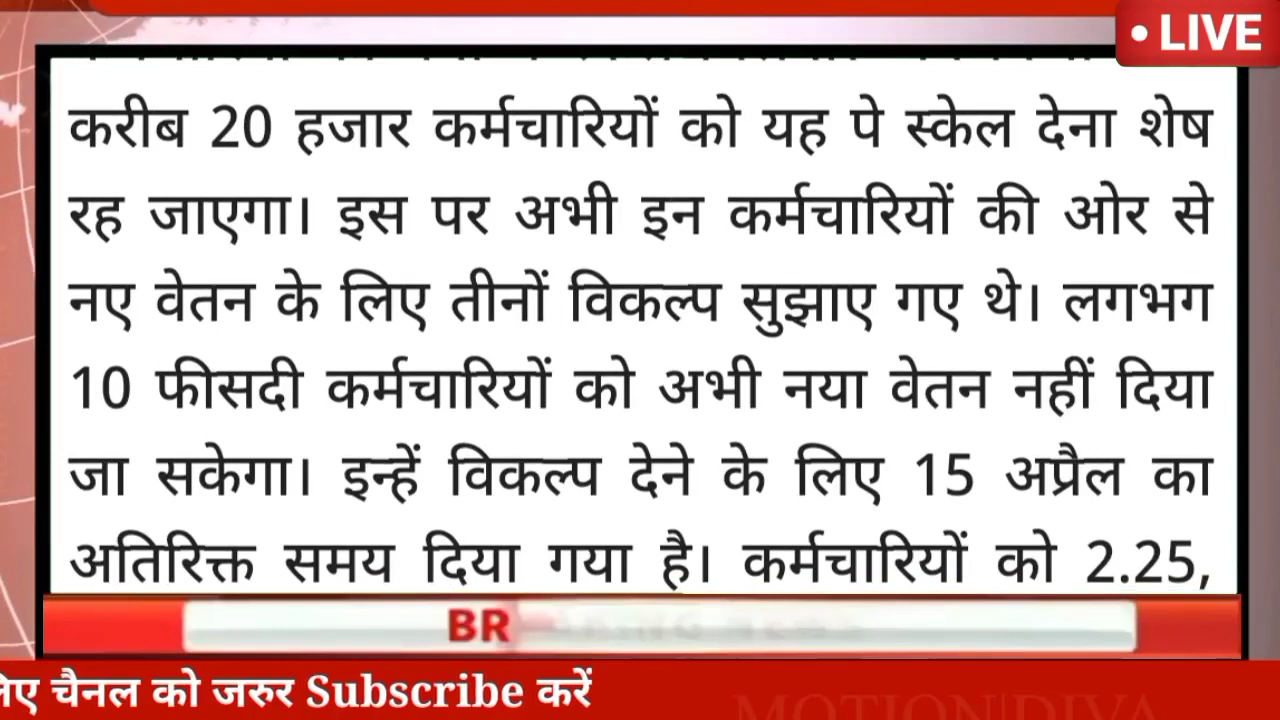 • LIVE
करीब 20 हजार कर्मचारियों को यह पे स्केल देना शेष
रह जाएगा। इस पर अभी इन कर्मचारियों की ओर से
नए वेतन के लिए तीनों विकल्प सुझाए गए थे। लगभग
10 फीसदी कर्मचारियों को अभी नया वेतन नहीं दिया
जा सकेगा। इन्हें विकल्प देने के लिए 15 अप्रैल का
अतिरिक्त समय दिया गया है। कर्मचारियों को 2.25,
BR
चैनल को जरुर Subscribe करें
MOTION DIVA